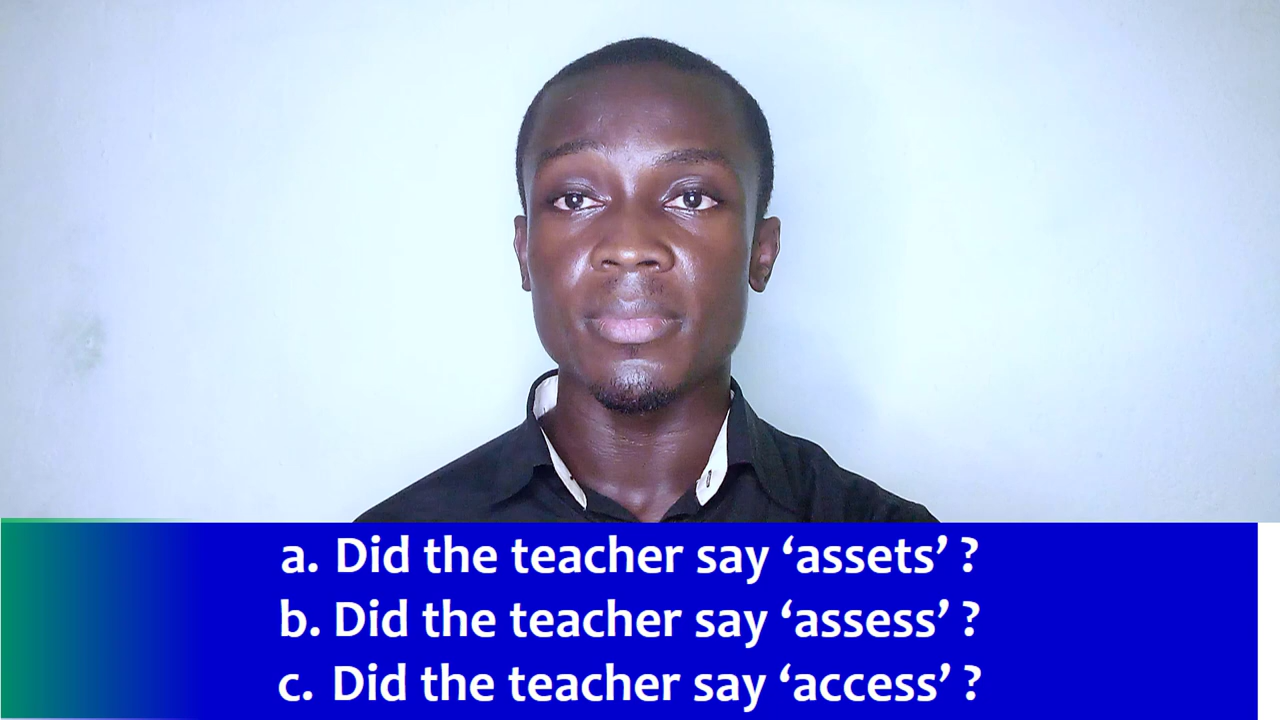 a. Did the teacher say ‘assets’ ?
b. Did the teacher say ‘assess’ ?
c. Did the teacher say ‘access’ ?